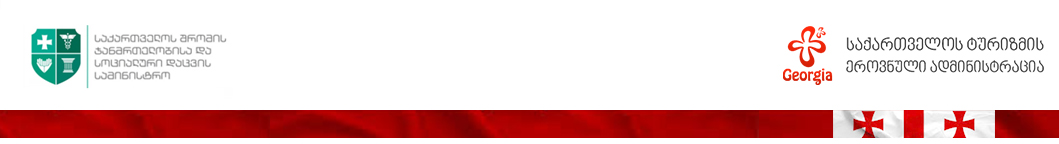 საქართველოს შრომის
ჯანმრთელობისა და
სოციალური დაცვის
სამინისტრო
Georgia
საქართველოს ტურიზმის
ეროვნული ადმინისტრაცია